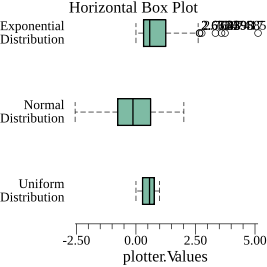 Horizontal Box Plot
Exponential
Distribution
Normal
Distribution
Uniform
Distribution
-2.50 0.00 2.50 5.00
plotter.Values